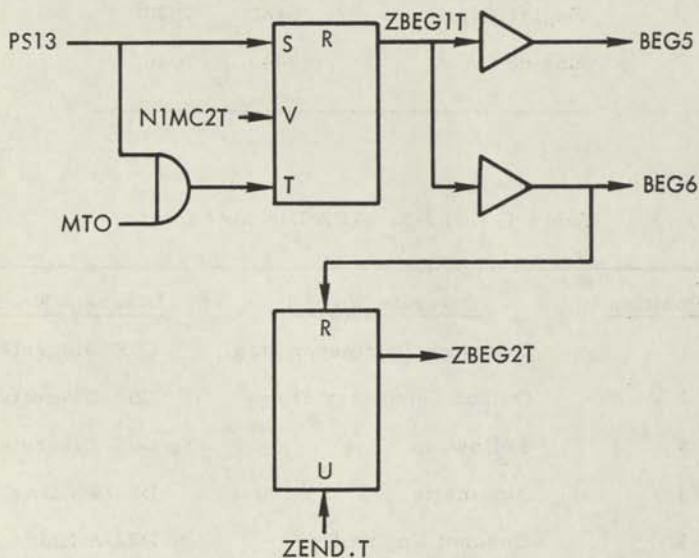 ZBEG1T
PS13
S
R
BEG5
N1MC2T
V
T
MTO
BEG6
R
ZBEG2T
U
ZEND.T